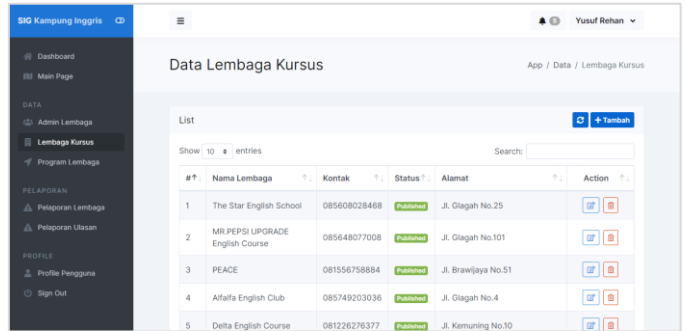 SIG Kampung Inggris
Yusuf Rehan
Dashboard
Main Page
DATA
Admin Lembaga
Lembaga Kursus
Program Lembaga
PELAPORAN
Pelaporan Lembaga
Pelaporan Ulasan
PROFILE
Profile Pengguna
Sign Out
Data Lembaga Kursus
App / Data / Lembaga Kursus
List
+ Tambah
Show 10 entries
Search:
# Nama Lembaga Kontak Status Alamat Action
1 The Star English School 085608028468 Published Jl. Glagah No.25
2 MR.PEPSI UPGRADE English Course 085648077008 Published Jl. Glagah No.101
3 PEACE 081556758884 Published Jl. Brawijaya No.51
4 Alfalfa English Club 085749203036 Published Jl. Glagah No.4
5 Delta English Course 081226276377 Published Jl. Kemuning No.10